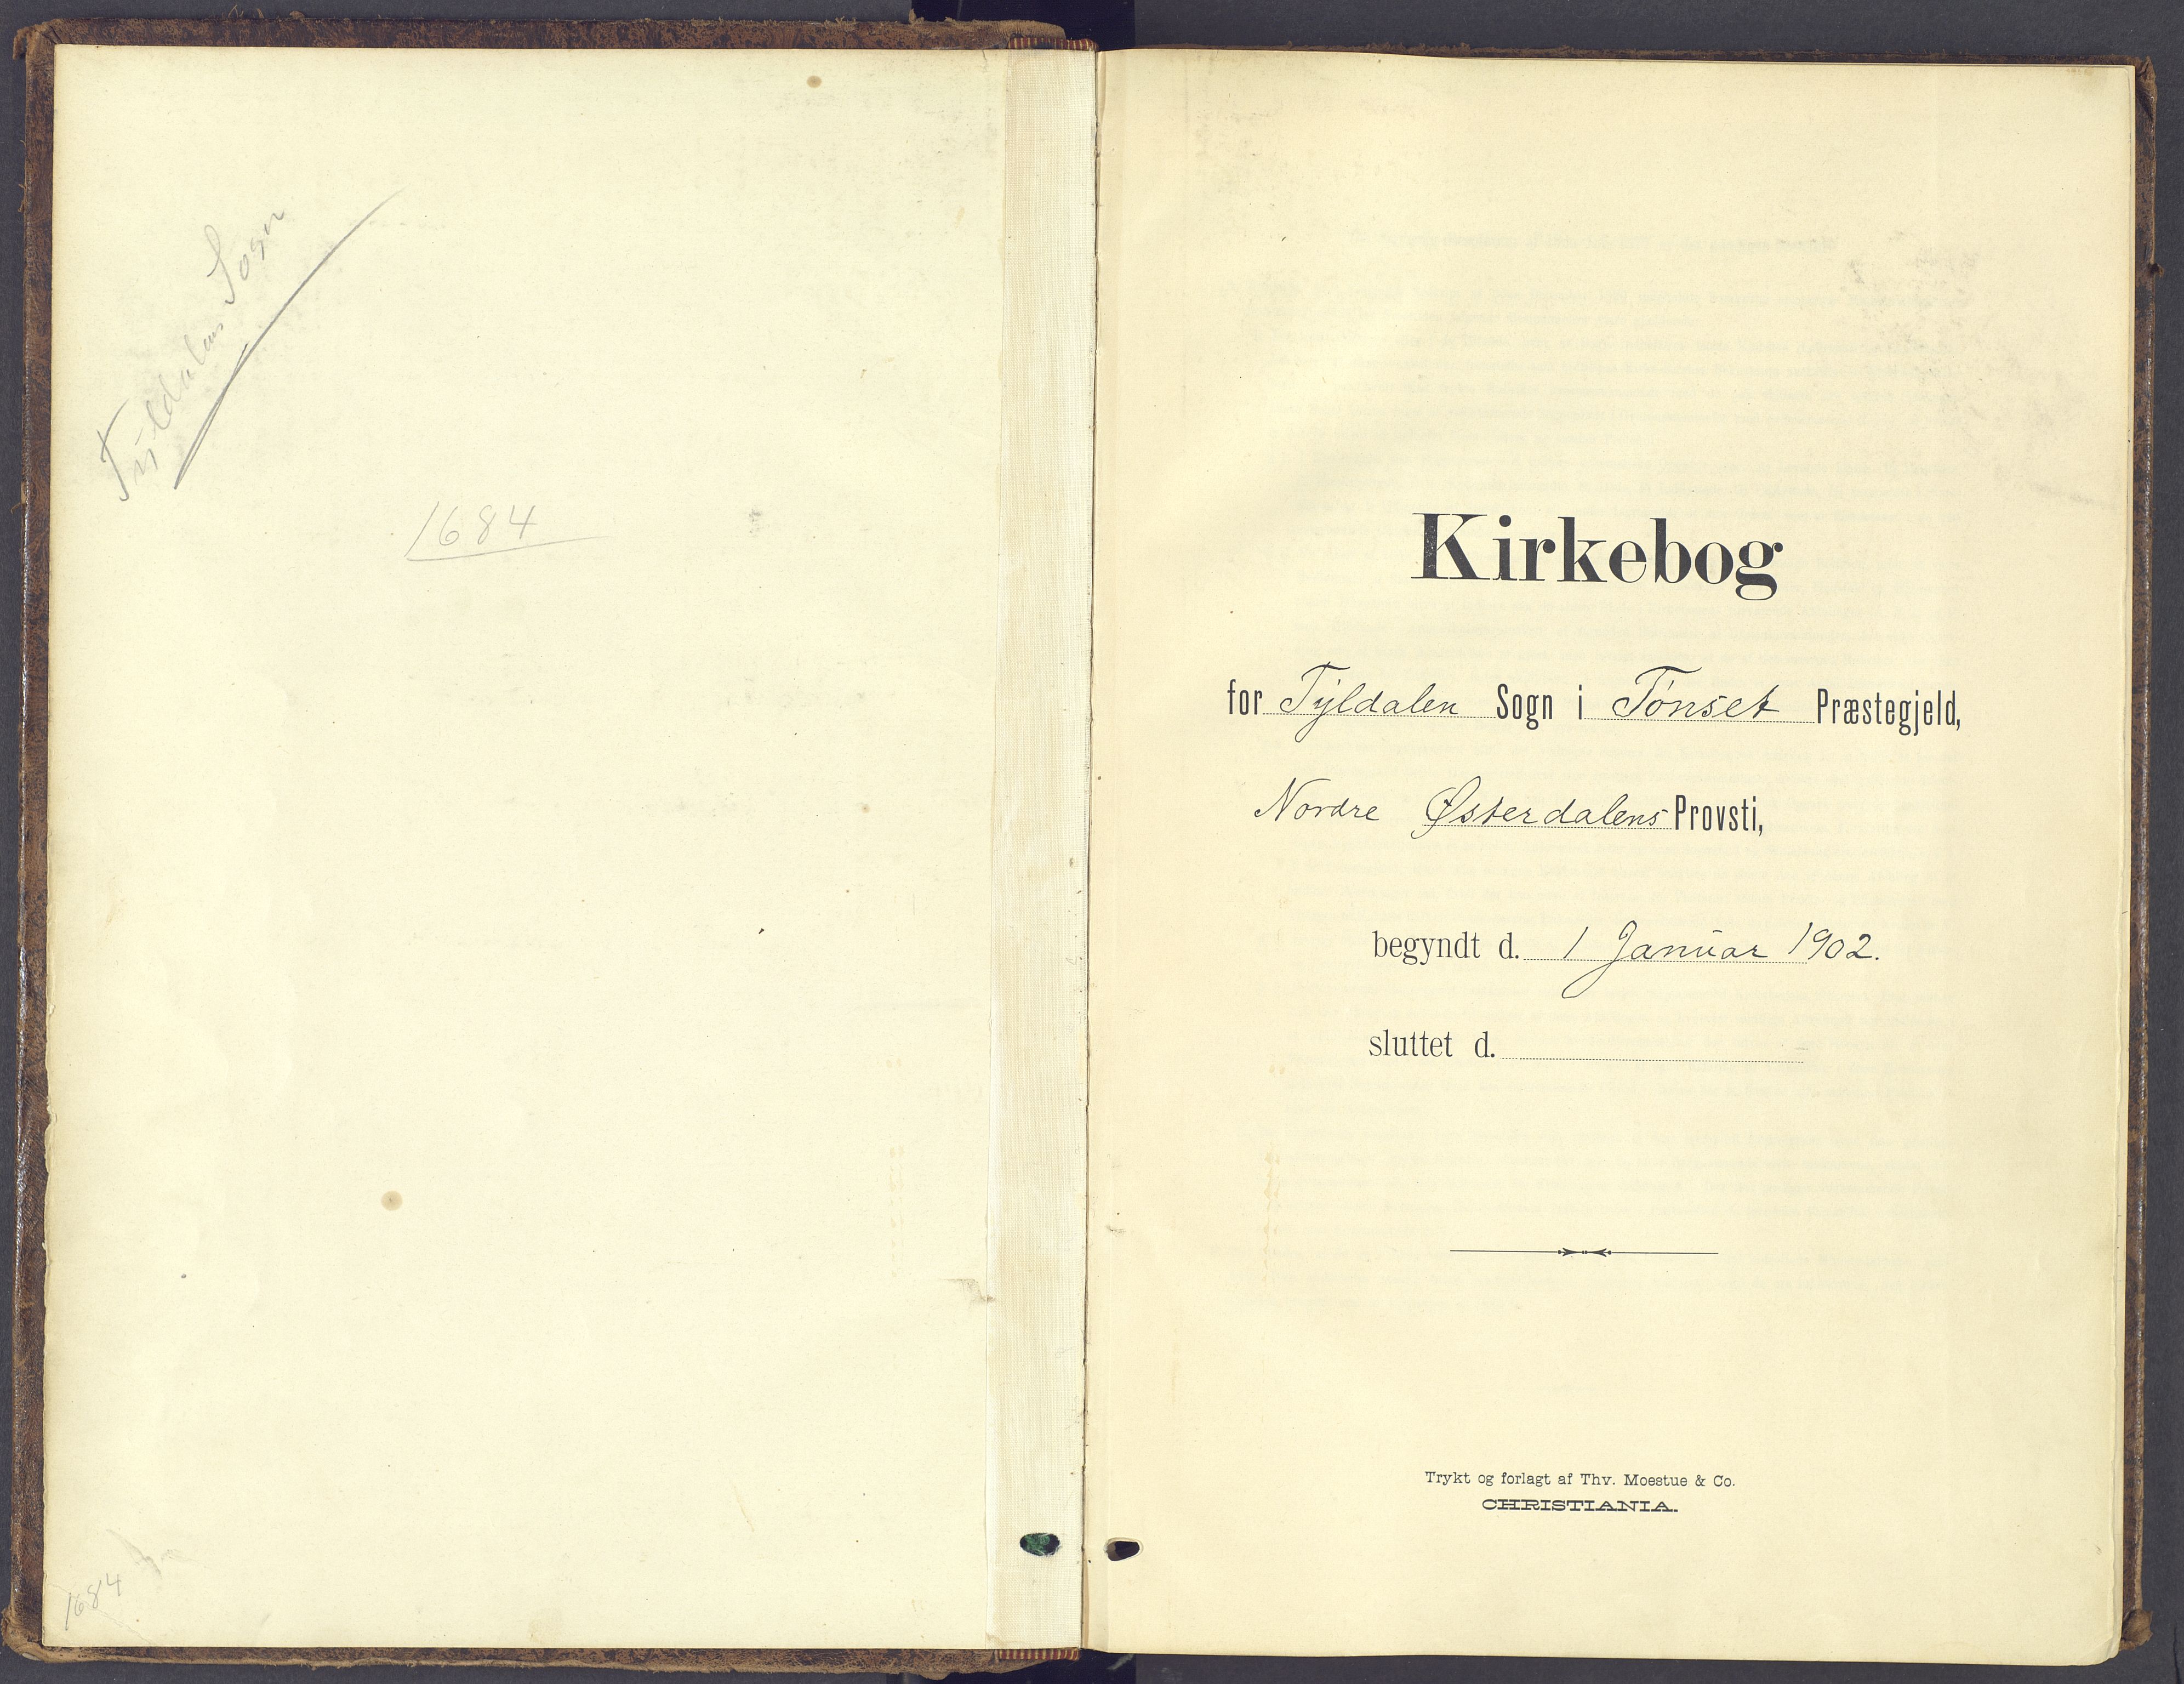 Tyldalens Sogn
1684
1684
Kirkebog
for Tyldalen Sogn i Tønset Præstegjeld,
Nordre Østerdalens Provsti,
begyndt d. 1 Januar 1902.
sluttet d.
Trykt og forlagt af Thv. Moestue & Co.
CHRISTIANIA.